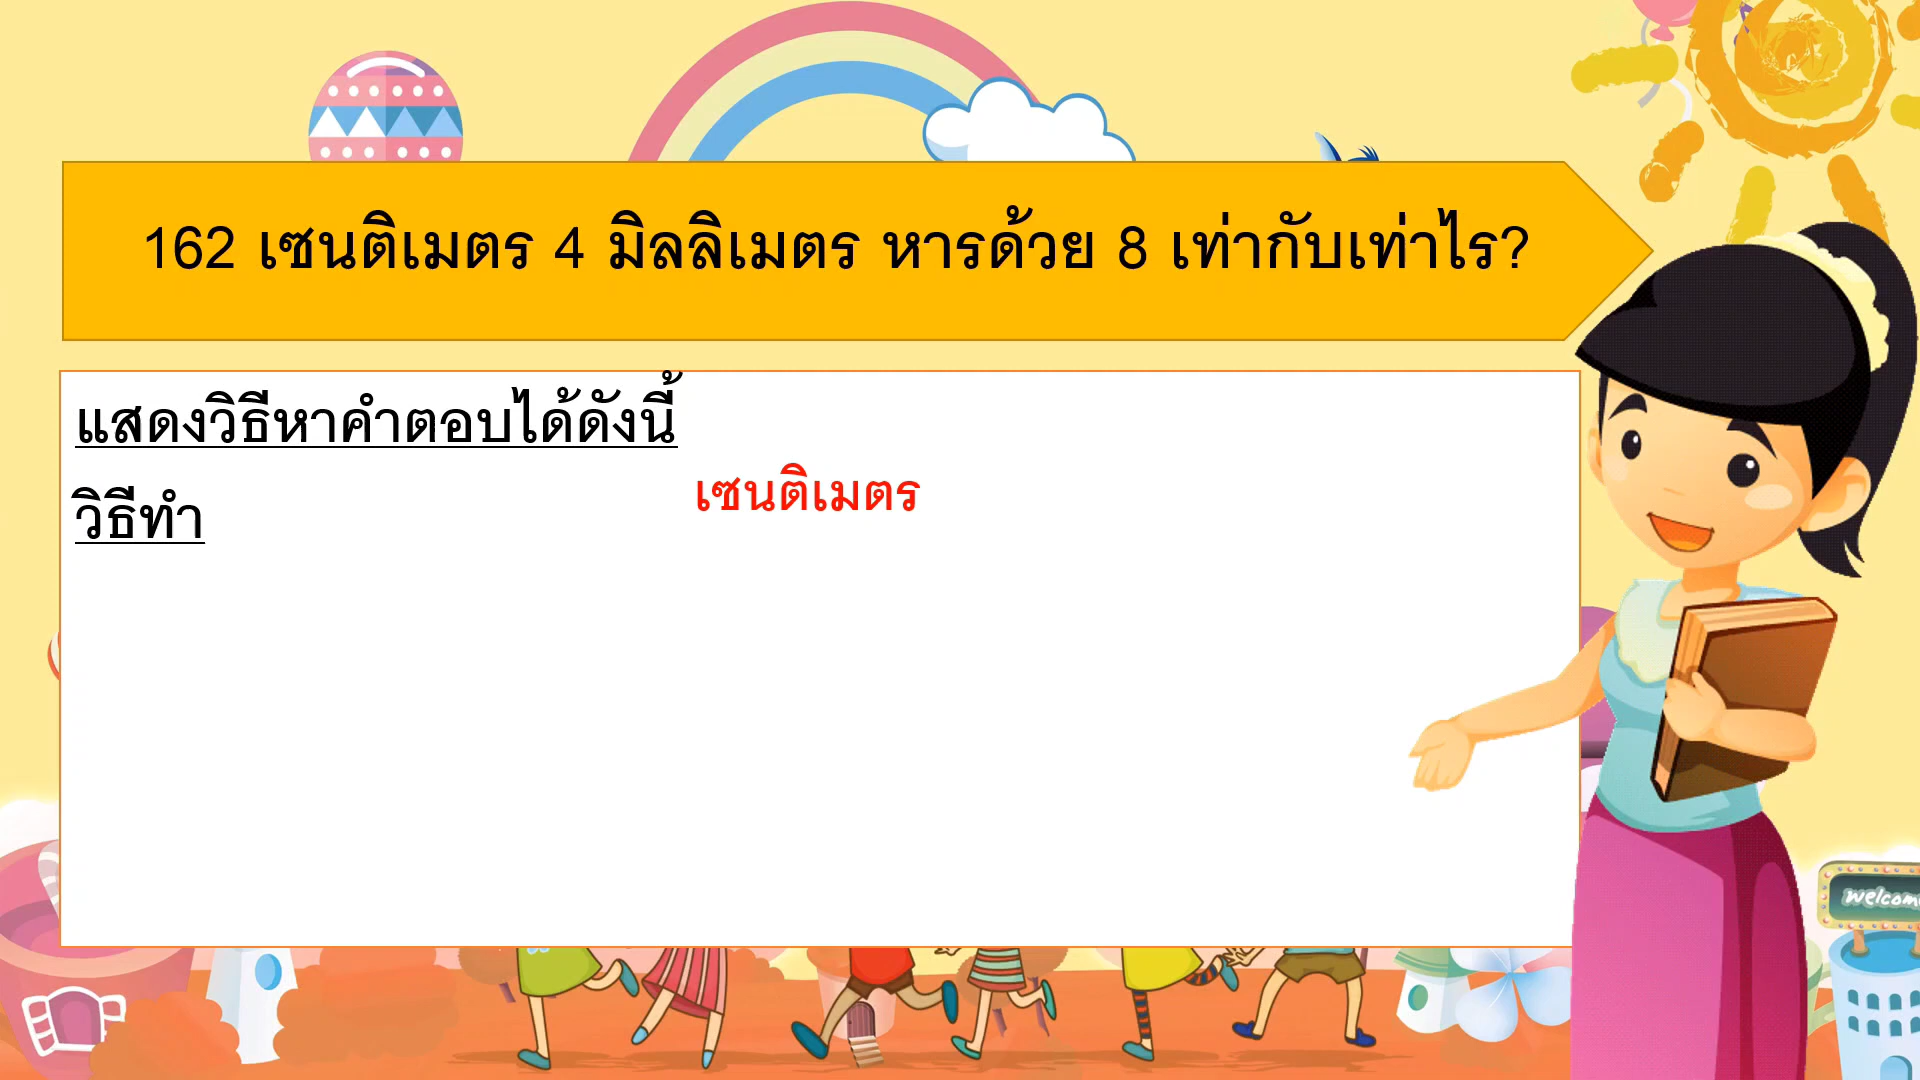 162 เซนติเมตร 4 มิลลิเมตร หารด้วย 8 เท่ากับเท่าไร?
แสดงวิธีหาคำตอบได้ดังนี้
เซนติเมตร
วิธีทำ
welcome